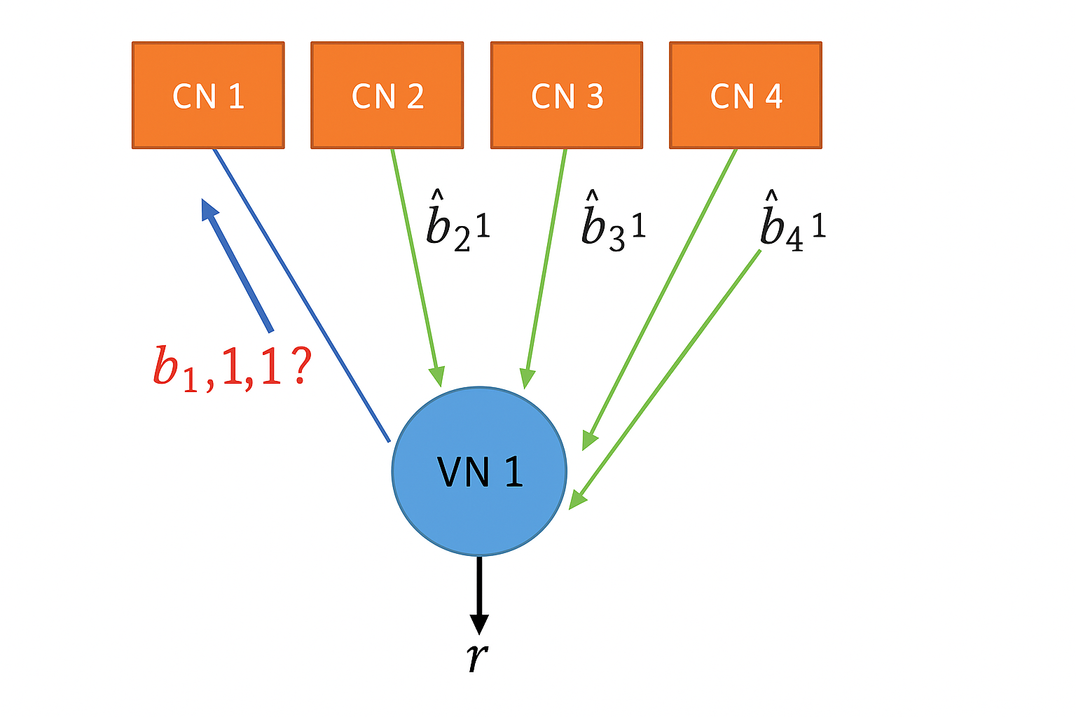 CN 1 CN 2 CN 3 CN 4
b̂₂1 b̂₃1 b̂₄1
b₁,1,1?
VN 1
r